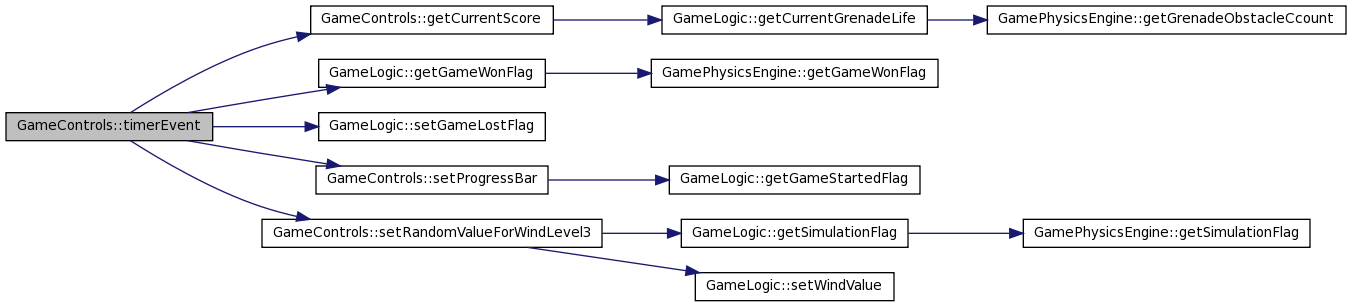 GameControls::getCurrentScore
GameLogic::getCurrentGrenadeLife
GamePhysicsEngine::getGrenadeObstacleCcount
GameLogic::getGameWonFlag
GamePhysicsEngine::getGameWonFlag
GameControls::timerEvent
GameLogic::setGameLostFlag
GameControls::setProgressBar
GameLogic::getGameStartedFlag
GameControls::setRandomValueForWindLevel3
GameLogic::getSimulationFlag
GamePhysicsEngine::getSimulationFlag
GameLogic::setWindValue